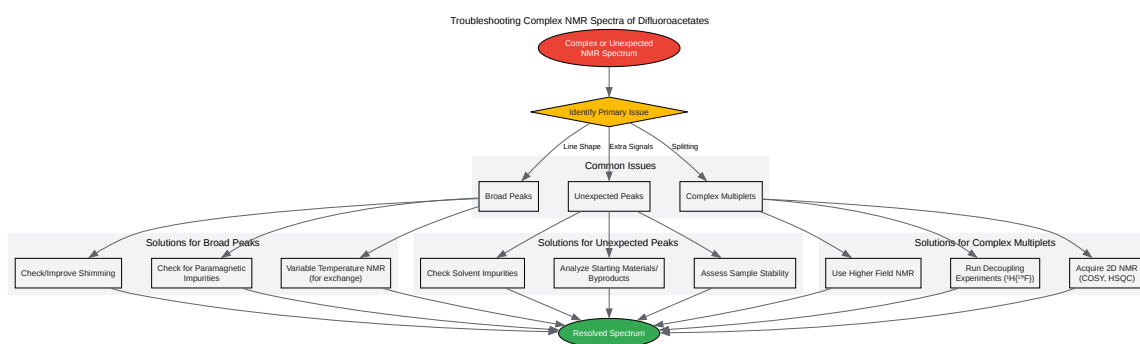 Troubleshooting Complex NMR Spectra of Difluoroacetates
Complex or Unexpected
NMR Spectrum
Identify Primary Issue
Line Shape
Extra Signals
Splitting
Common Issues
Broad Peaks
Unexpected Peaks
Complex Multiplets
Solutions for Broad Peaks
Solutions for Unexpected Peaks
Solutions for Complex Multiplets
Check/Improve Shimming
Check for Paramagnetic
Impurities
Variable Temperature NMR
(for exchange)
Check Solvent Impurities
Analyze Starting Materials/
Byproducts
Assess Sample Stability
Use Higher Field NMR
Run Decoupling
Experiments (¹H{¹⁹F})
Acquire 2D NMR
(COSY, HSQC)
Resolved Spectrum